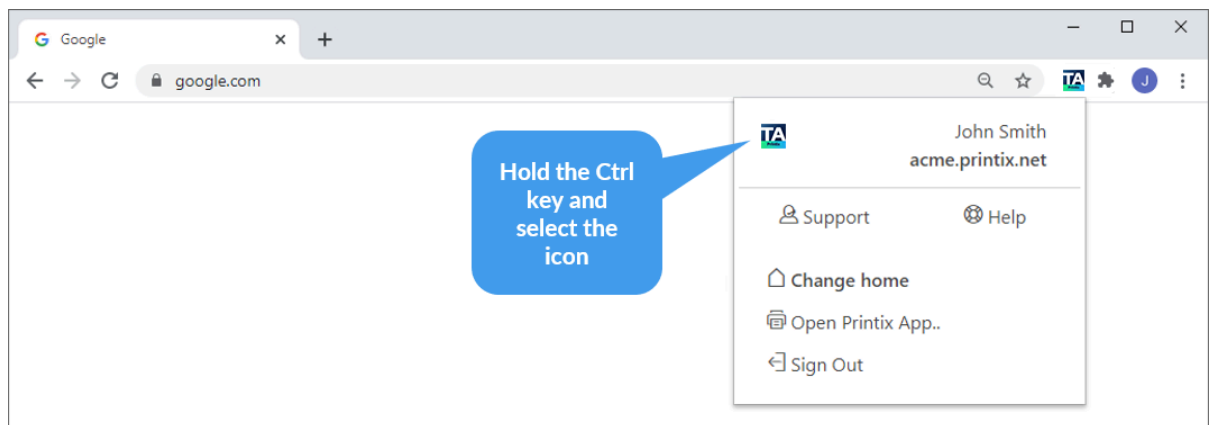 Google
google.com
TA
J
TA
John Smith
acme.printix.net
Hold the Ctrl
key and
select the
icon
Support Help
Change home
Open Printix App..
Sign Out